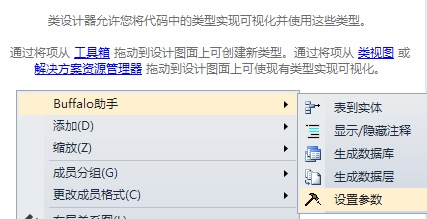 类设计器允许您将代码中的类型实现可视化并使用这些类型。
通过将项从 工具箱 拖动到设计图面上可创建新类型。通过将项从 类视图 或
解决方案资源管理器 拖动到设计图面上可使现有类型实现可视化。
Buffalo助手
添加(D)
缩放(Z)
成员分组(G)
更改成员格式(C)
表到实体
显示/隐藏注释
生成数据库
生成数据层
设置参数